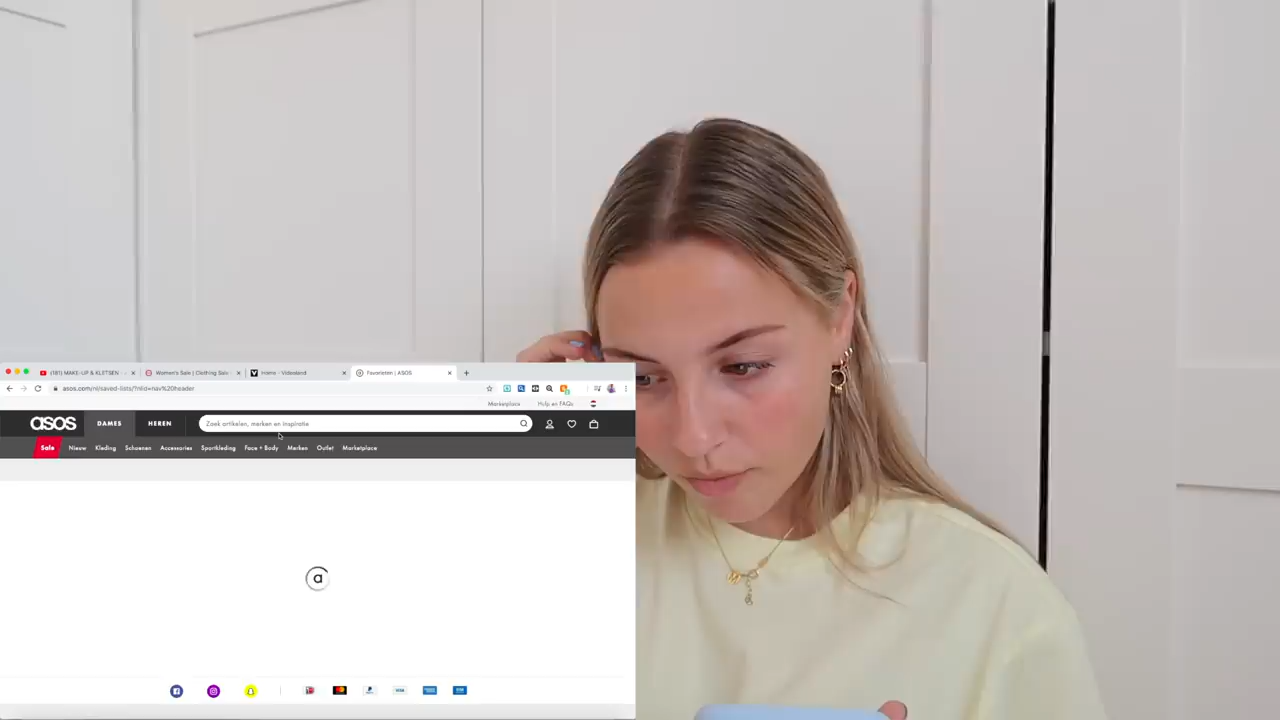 (181) MAKE-UP & KLETSEN -
Women's Sale | Clothing Sale
Home - Videoland
Favorieten | ASOS
asos.com/nl/saved-lists/?nlid=nav%20header
Marketplace
Help en FAQs
asos
DAMES
HEREN
Zoek artikelen, merken en inspiratie
Sale
Nieuw
Kleding
Schoenen
Accessoires
Sportkleding
Face + Body
Merken
Outlet
Marketplace
a
VISA